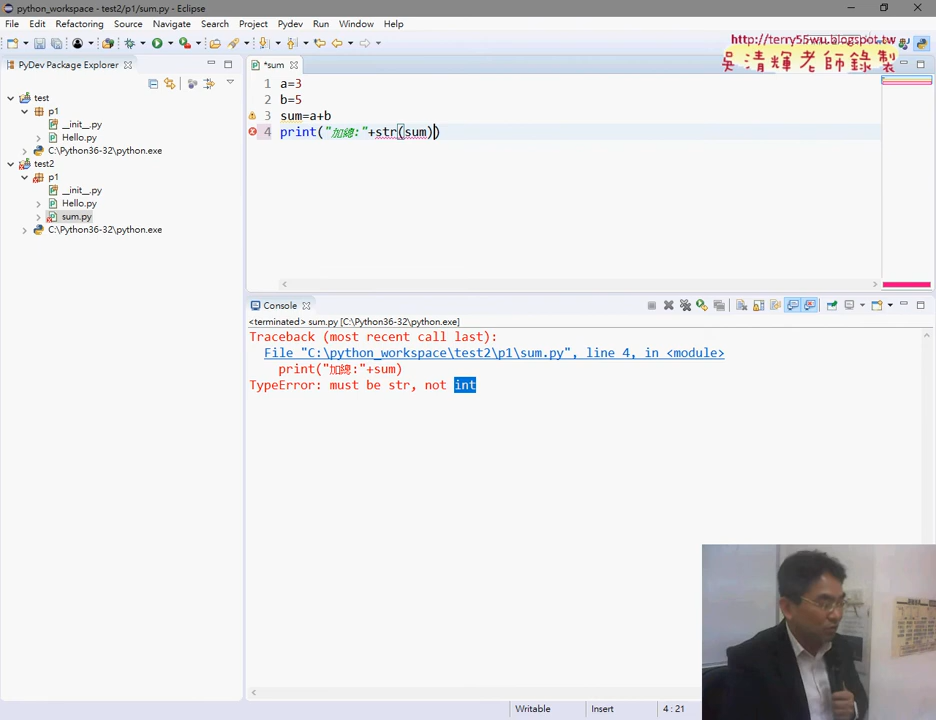 python_workspace - test2/p1/sum.py - Eclipse
File Edit Refactoring Source Navigate Search Project Pydev Run Window Help
http://terry55wu.blogspot.tw
吳清輝老師錄製
PyDev Package Explorer
*sum
test
p1
__init__.py
Hello.py
C:\Python36-32\python.exe
test2
p1
__init__.py
Hello.py
sum.py
C:\Python36-32\python.exe
1 a=3
2 b=5
3 sum=a+b
4 print("加總:"+str(sum))
Console
<terminated> sum.py [C:\Python36-32\python.exe]
Traceback (most recent call last):
File "C:\python_workspace\test2\p1\sum.py", line 4, in <module>
print("加總:"+sum)
TypeError: must be str, not int
Writable Insert 4 : 21